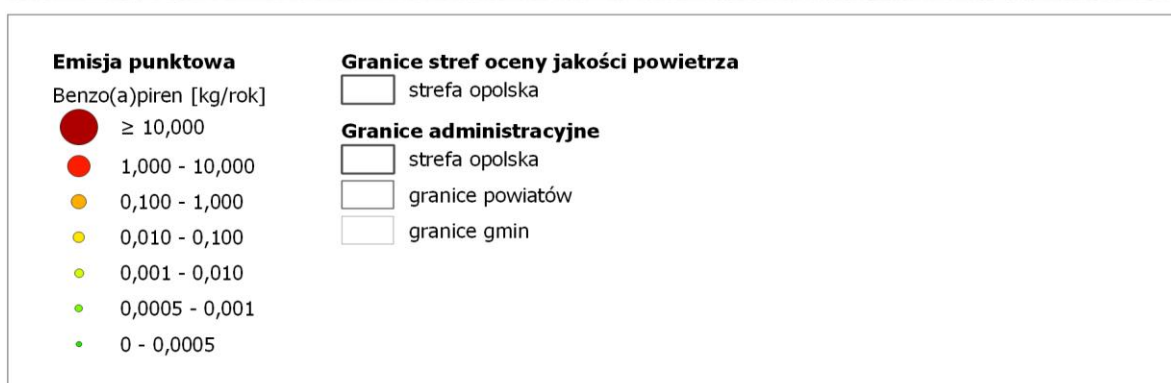 Emisja punktowa
Benzo(a)piren [kg/rok]
≥ 10,000
1,000 - 10,000
0,100 - 1,000
0,010 - 0,100
0,001 - 0,010
0,0005 - 0,001
0 - 0,0005
Granice stref oceny jakości powietrza
strefa opolska
Granice administracyjne
strefa opolska
granice powiatów
granice gmin